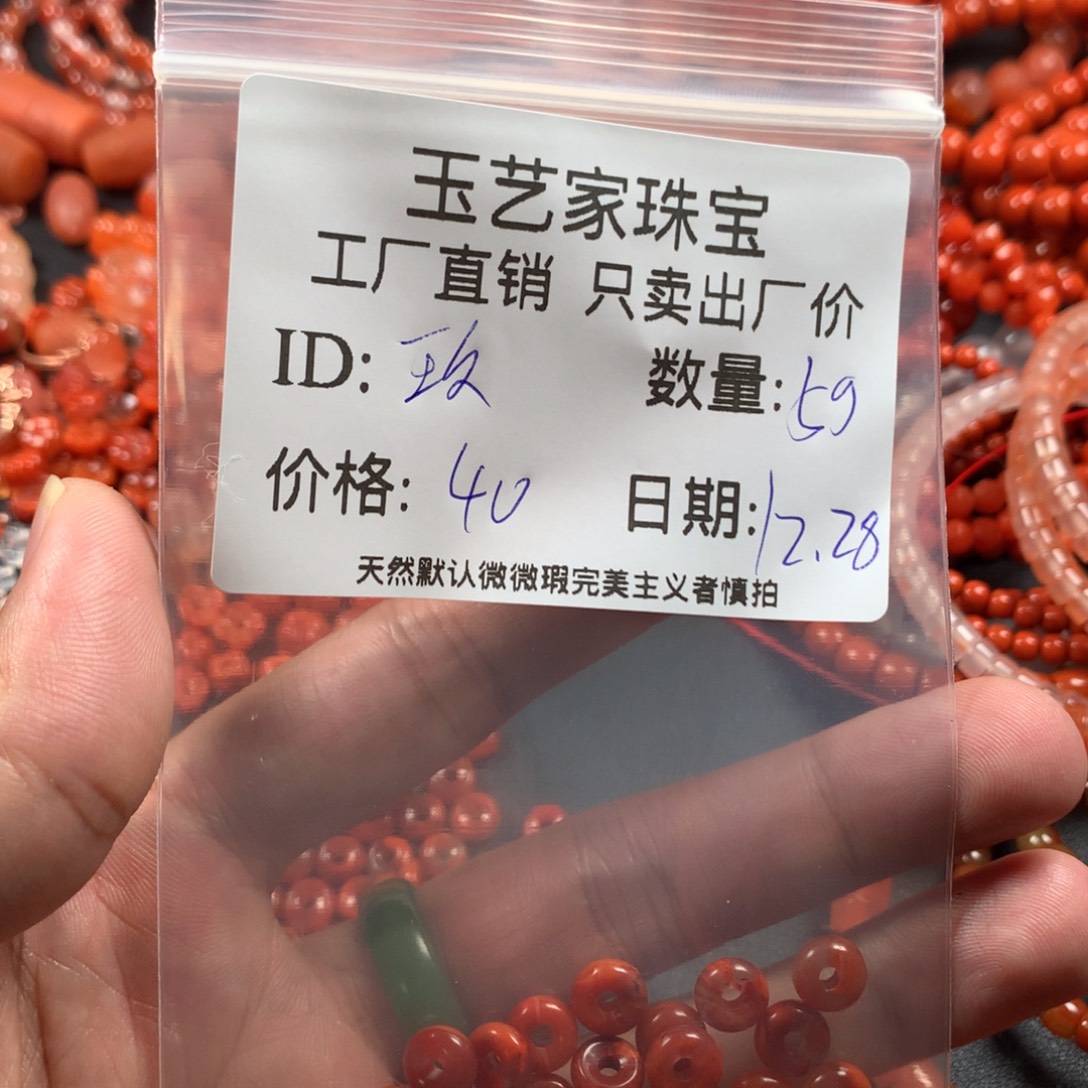 玉艺家珠宝
工厂直销 只卖出厂价
ID: 玫 数量: 59
价格: 40 日期: 12.28
天然默认微微瑕完美主义者慎拍